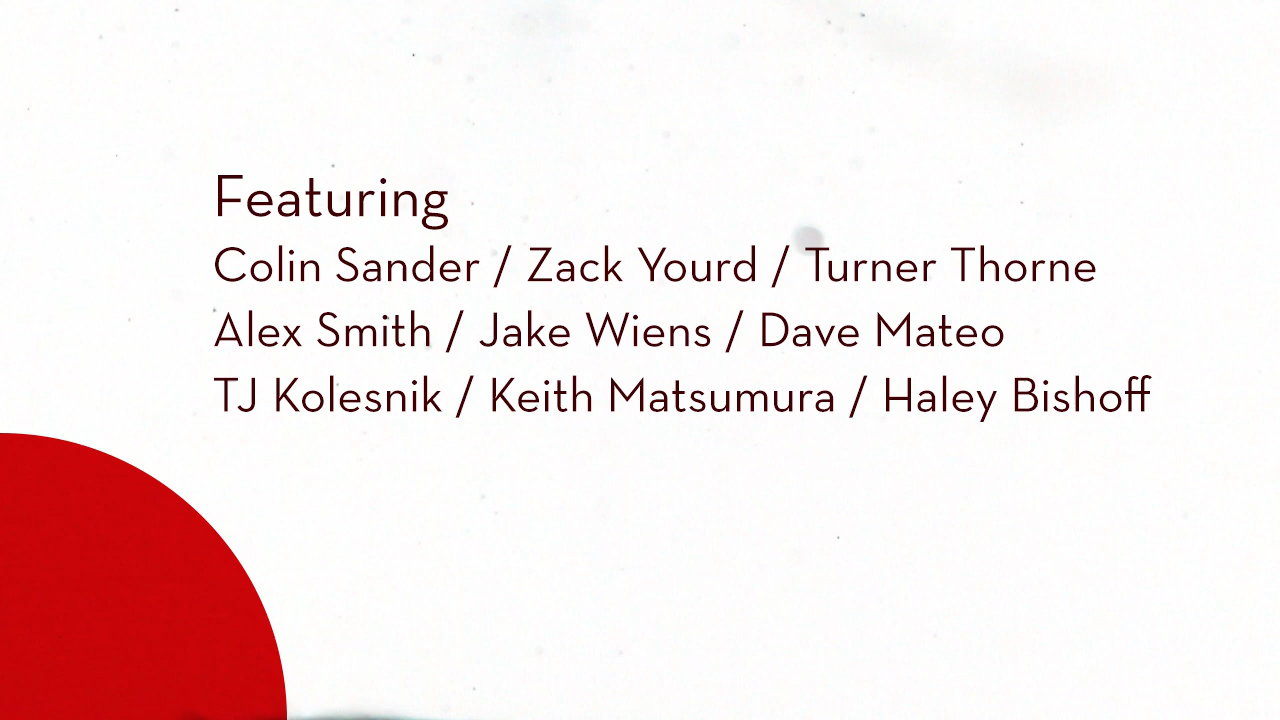 Featuring
Colin Sander / Zack Yourd / Turner Thorne
Alex Smith / Jake Wiens / Dave Mateo
TJ Kolesnik / Keith Matsumura / Haley Bishoff